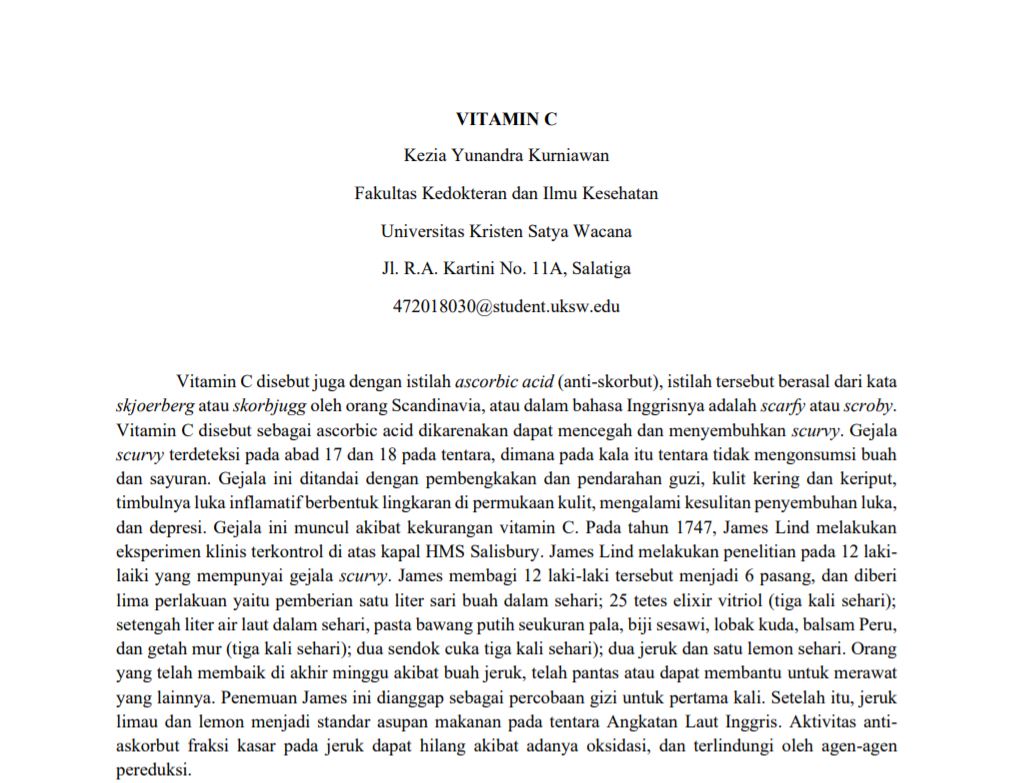 VITAMIN C
Kezia Yunandra Kurniawan
Fakultas Kedokteran dan Ilmu Kesehatan
Universitas Kristen Satya Wacana
Jl. R.A. Kartini No. 11A, Salatiga
472018030@student.uksw.edu
Vitamin C disebut juga dengan istilah ascorbic acid (anti-skorbut), istilah tersebut berasal dari kata
skjoerberg atau skorbjugg oleh orang Scandinavia, atau dalam bahasa Inggrisnya adalah scarfy atau scroby.
Vitamin C disebut sebagai ascorbic acid dikarenakan dapat mencegah dan menyembuhkan scurvy. Gejala
scurvy terdeteksi pada abad 17 dan 18 pada tentara, dimana pada kala itu tentara tidak mengonsumsi buah
dan sayuran. Gejala ini ditandai dengan pembengkakan dan pendarahan guzi, kulit kering dan keriput,
timbulnya luka inflamatif berbentuk lingkaran di permukaan kulit, mengalami kesulitan penyembuhan luka,
dan depresi. Gejala ini muncul akibat kekurangan vitamin C. Pada tahun 1747, James Lind melakukan
eksperimen klinis terkontrol di atas kapal HMS Salisbury. James Lind melakukan penelitian pada 12 laki-
laiki yang mempunyai gejala scurvy. James membagi 12 laki-laki tersebut menjadi 6 pasang, dan diberi
lima perlakuan yaitu pemberian satu liter sari buah dalam sehari; 25 tetes elixir vitriol (tiga kali sehari);
setengah liter air laut dalam sehari, pasta bawang putih seukuran pala, biji sesawi, lobak kuda, balsam Peru,
dan getah mur (tiga kali sehari); dua sendok cuka tiga kali sehari); dua jeruk dan satu lemon sehari. Orang
yang telah membaik di akhir minggu akibat buah jeruk, telah pantas atau dapat membantu untuk merawat
yang lainnya. Penemuan James ini dianggap sebagai percobaan gizi untuk pertama kali. Setelah itu, jeruk
limau dan lemon menjadi standar asupan makanan pada tentara Angkatan Laut Inggris. Aktivitas anti-
askorbut fraksi kasar pada jeruk dapat hilang akibat adanya oksidasi, dan terlindungi oleh agen-agen
pereduksi.